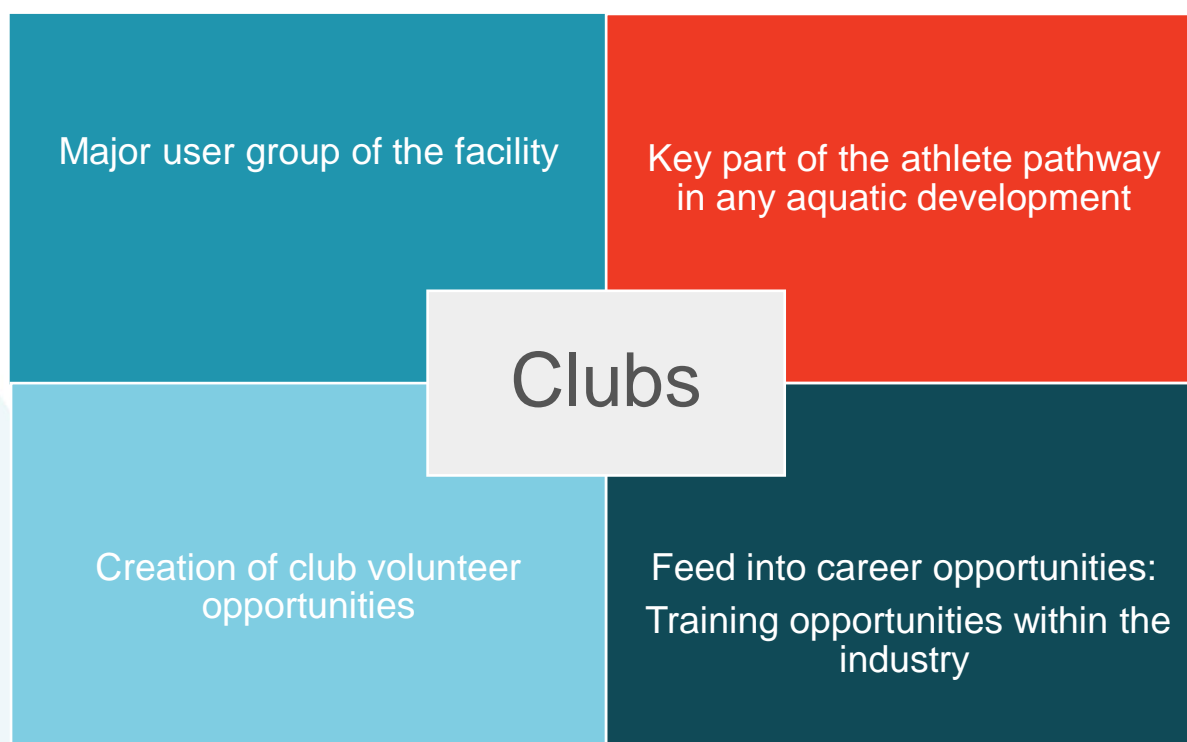 Major user group of the facility
Key part of the athlete pathway
in any aquatic development
Clubs
Creation of club volunteer
opportunities
Feed into career opportunities:
Training opportunities within the
industry